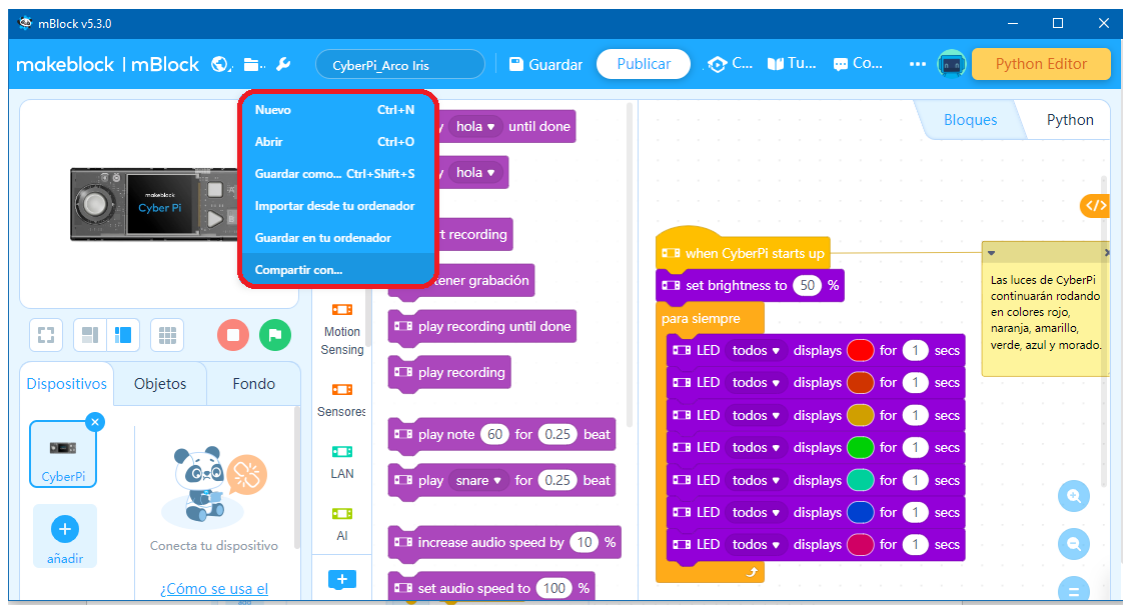 mBlock v5.3.0
makeblock | mBlock
CyberPi_Arco Iris
Guardar
Publicar
C...
Tu...
Co...
Python Editor
Nuevo Ctrl+N
Abrir Ctrl+O
Guardar como... Ctrl+Shift+S
Importar desde tu ordenador
Guardar en tu ordenador
Compartir con...
makeblock
Cyber Pi
Dispositivos
Objetos
Fondo
CyberPi
añadir
Conecta tu dispositivo
¿Cómo se usa el
Motion
Sensing
Sensores
LAN
AI
hola until done
hola
recording
tener grabación
play recording until done
play recording
play note 60 for 0.25 beat
play snare for 0.25 beat
increase audio speed by 10 %
set audio speed to 100 %
Bloques
Python
</>
when CyberPi starts up
set brightness to 50 %
para siempre
LED todos displays for 1 secs
LED todos displays for 1 secs
LED todos displays for 1 secs
LED todos displays for 1 secs
LED todos displays for 1 secs
LED todos displays for 1 secs
LED todos displays for 1 secs
Las luces de CyberPi
continuarán rodando
en colores rojo,
naranja, amarillo,
verde, azul y morado.